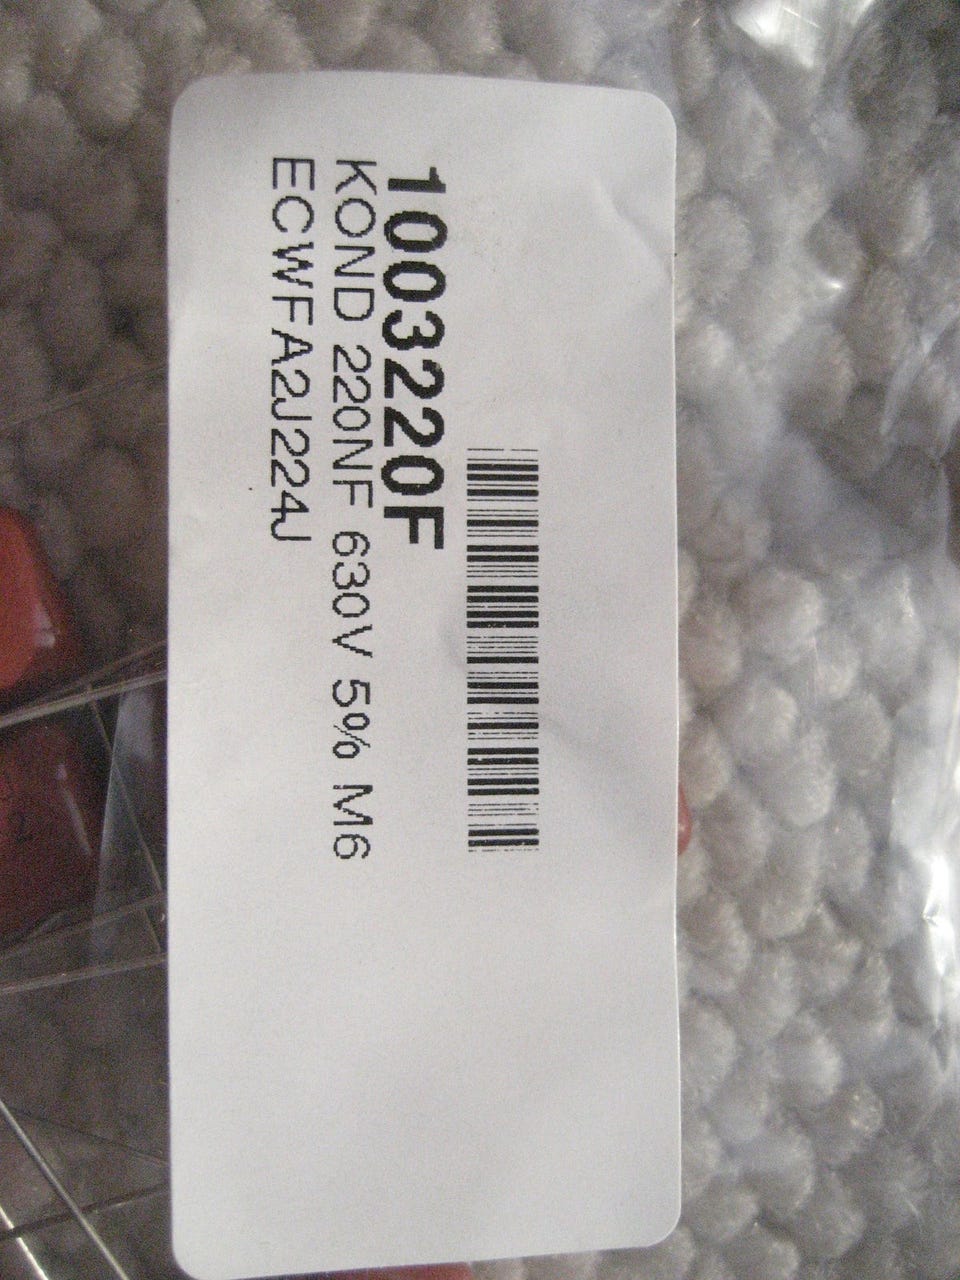 1003220F
KOND 220NF 630V 5% M6
ECWFA2J224J